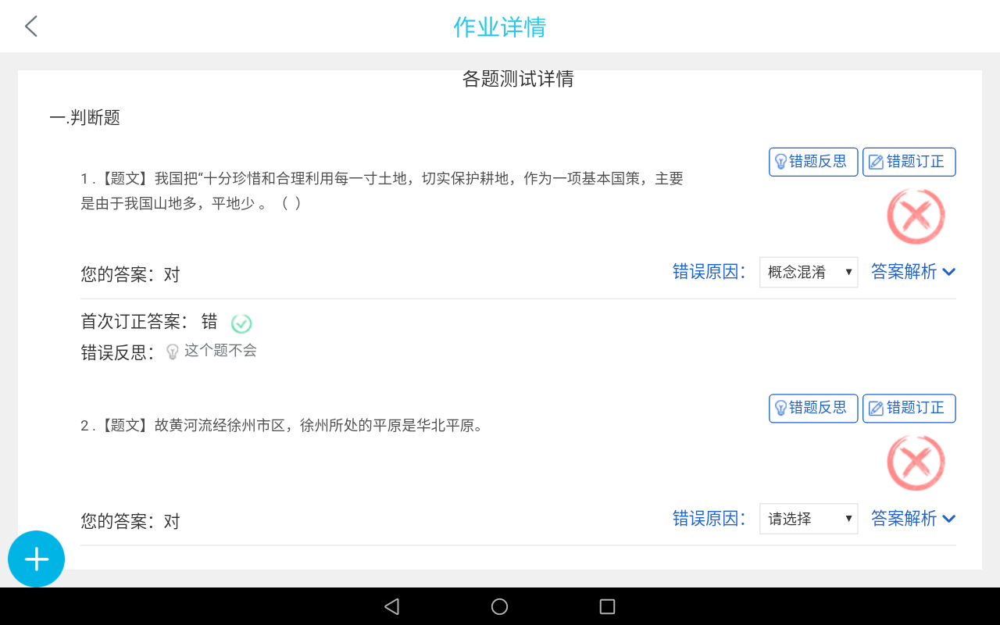 作业详情
各题测试详情
一.判断题
错题反思 错题订正
1 .【题文】我国把“十分珍惜和合理利用每一寸土地，切实保护耕地，作为一项基本国策，主要
是由于我国山地多，平地少 。（ ）
您的答案：对 错误原因： 概念混淆 答案解析
首次订正答案： 错
错误反思： 这个题不会
错题反思 错题订正
2 .【题文】故黄河流经徐州市区，徐州所处的平原是华北平原。
您的答案：对 错误原因： 请选择 答案解析